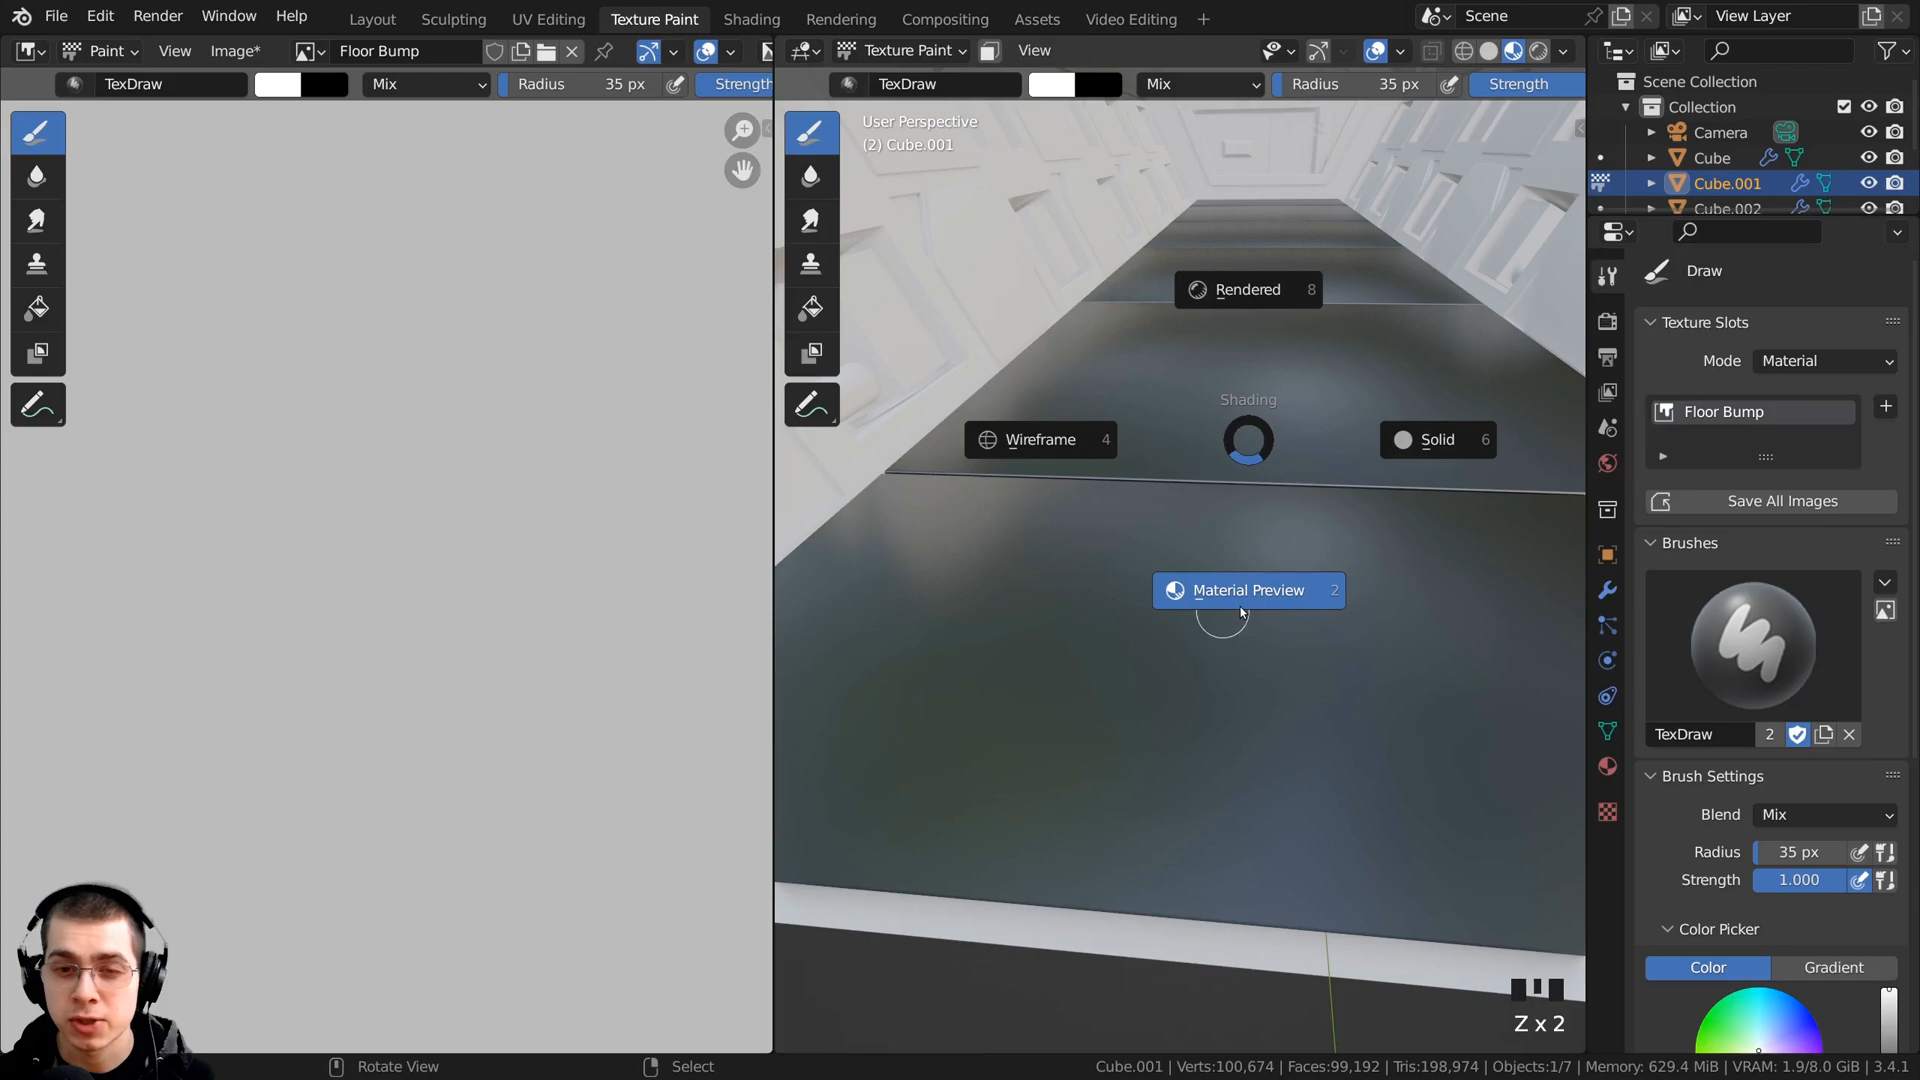 File Edit Render Window Help Layout Sculpting UV Editing Texture Paint Shading Rendering Compositing Assets Video Editing + Scene View Layer
Paint View Image* Floor Bump Texture Paint View
TexDraw Mix Radius 35 px Strength TexDraw Mix Radius 35 px Strength
User Perspective
(2) Cube.001
Scene Collection
Collection
Camera
Cube
Cube.001
Cube.002
Draw
Texture Slots
Mode Material
Floor Bump
Save All Images
Brushes
TexDraw 2
Brush Settings
Blend Mix
Radius 35 px
Strength 1.000
Color Picker
Color Gradient
Rendered 8
Shading
Wireframe 4
Solid 6
Material Preview 2
Z x 2
Rotate View Select Cube.001 | Verts:100,674 | Faces:99,192 | Tris:198,974 | Objects:1/7 | Memory: 629.4 MiB | VRAM: 1.9/8.0 GiB | 3.4.1